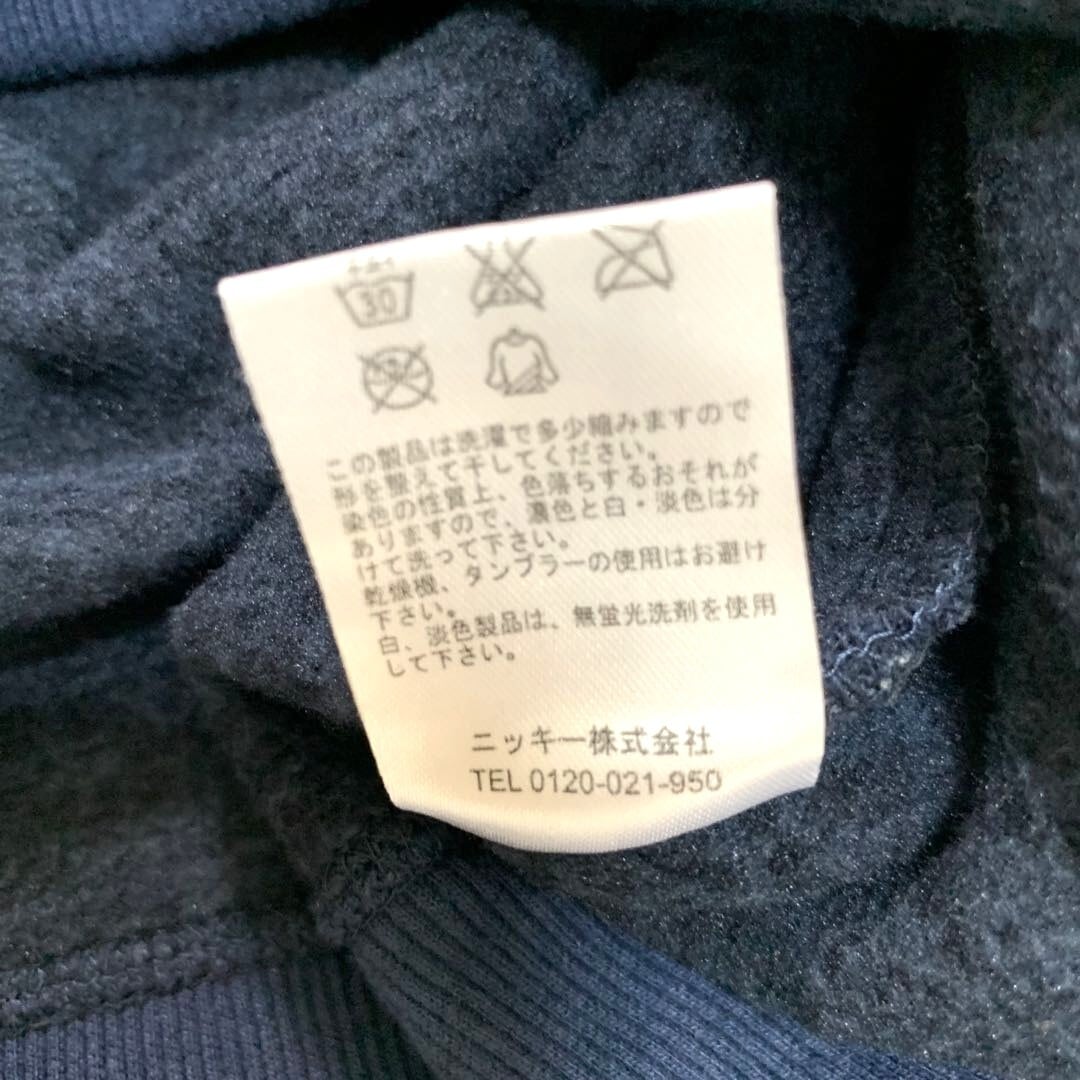 30
この製品は洗濯で多少縮みますので
形を整えて干してください。
染色の性質上、色落ちするおそれが
ありますので、濃色と白・淡色は分
けて洗って下さい。
乾燥機、タンブラーの使用はお避け
下さい。
白、淡色製品は、無蛍光洗剤を使用
して下さい。
ニッキー株式会社
TEL 0120-021-950